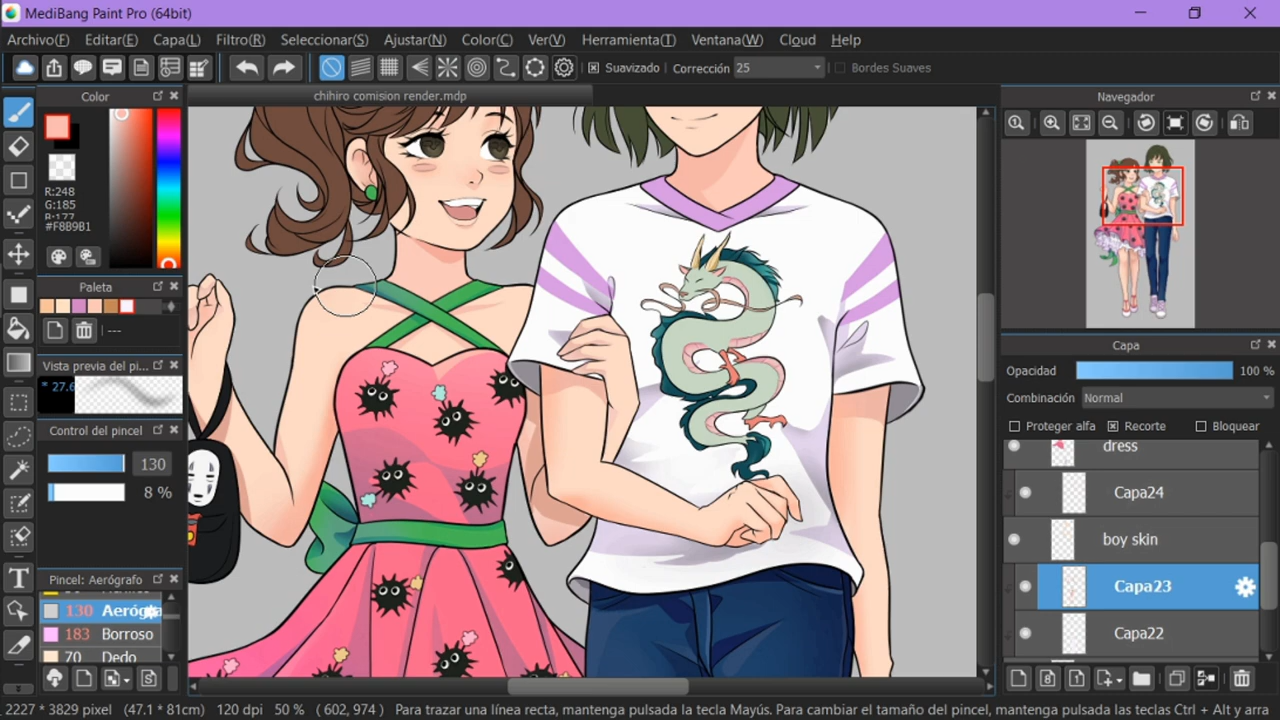 MediBang Paint Pro (64bit)
Archivo(F) Editar(E) Capa(L) Filtro(R) Seleccionar(S) Ajustar(N) Color(C) Ver(V) Herramienta(T) Ventana(W) Cloud Help
Suavizado Corrección 25 Bordes Suaves
Color
chihiro comision render.mdp
Navegador
R:248
G:185
B:177
#F8B9B1
Paleta
---
Vista previa del pi...
* 27.6
Control del pincel
130
8 %
Pincel: Aerógrafo
130 Aerógra
183 Borroso
70 Dedo
Capa
Opacidad 100 %
Combinación Normal
Proteger alfa Recorte Bloquear
dress
Capa24
boy skin
Capa23
Capa22
2227 * 3829 pixel (47.1 * 81cm) 120 dpi 50 % ( 602, 974 ) Para trazar una línea recta, mantenga pulsada la tecla Mayús. Para cambiar el tamaño del pincel, mantenga pulsadas las teclas Ctrl + Alt y arra